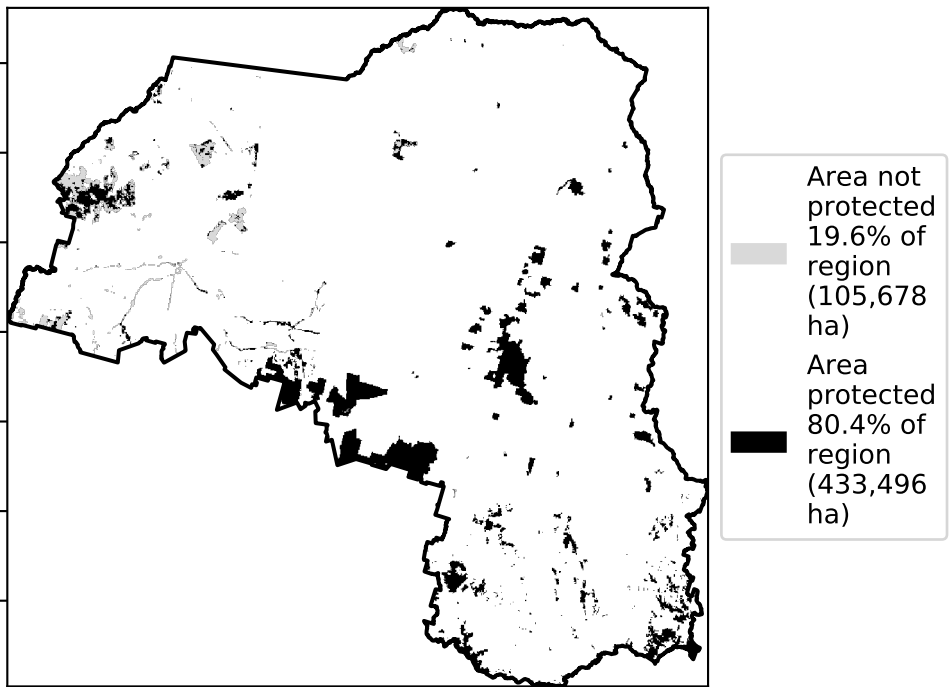 Area not
protected
19.6% of
region
(105,678
ha)
Area
protected
80.4% of
region
(433,496
ha)